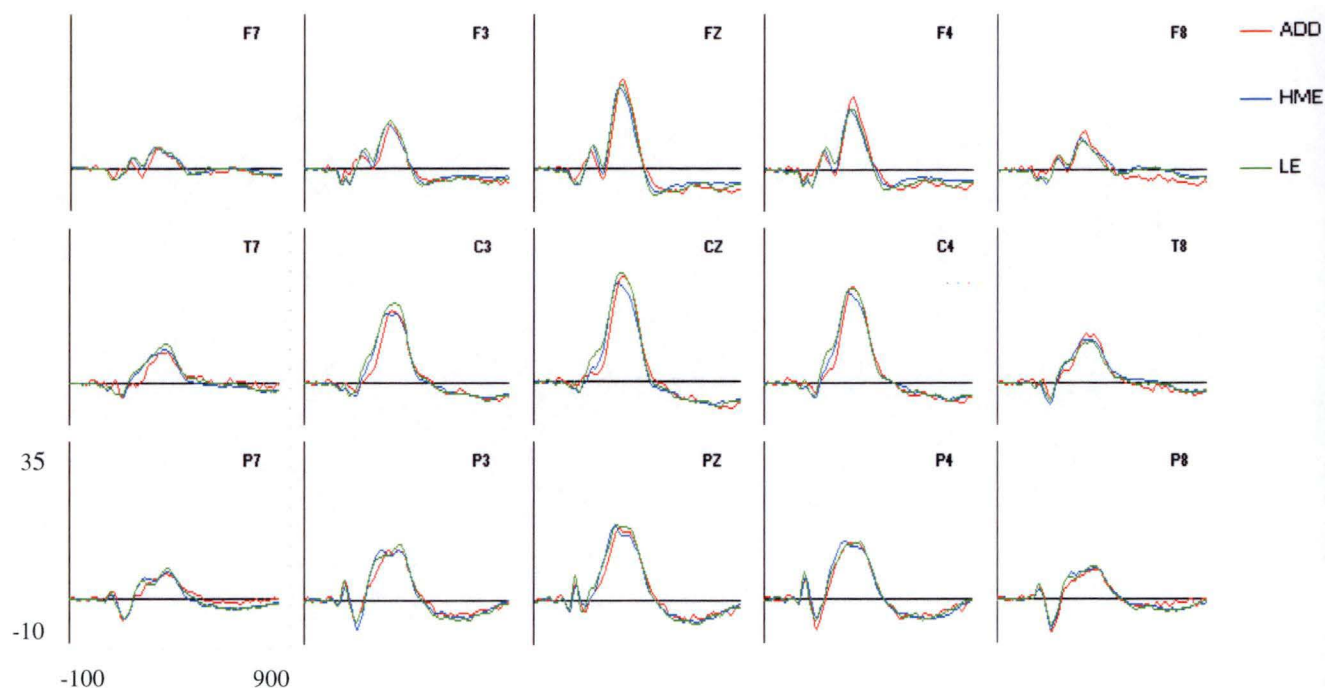 F7 F3 FZ F4 F8
ADD
HME
LE
T7 C3 CZ C4 T8
35 P7 P3 PZ P4 P8
-10
-100 900